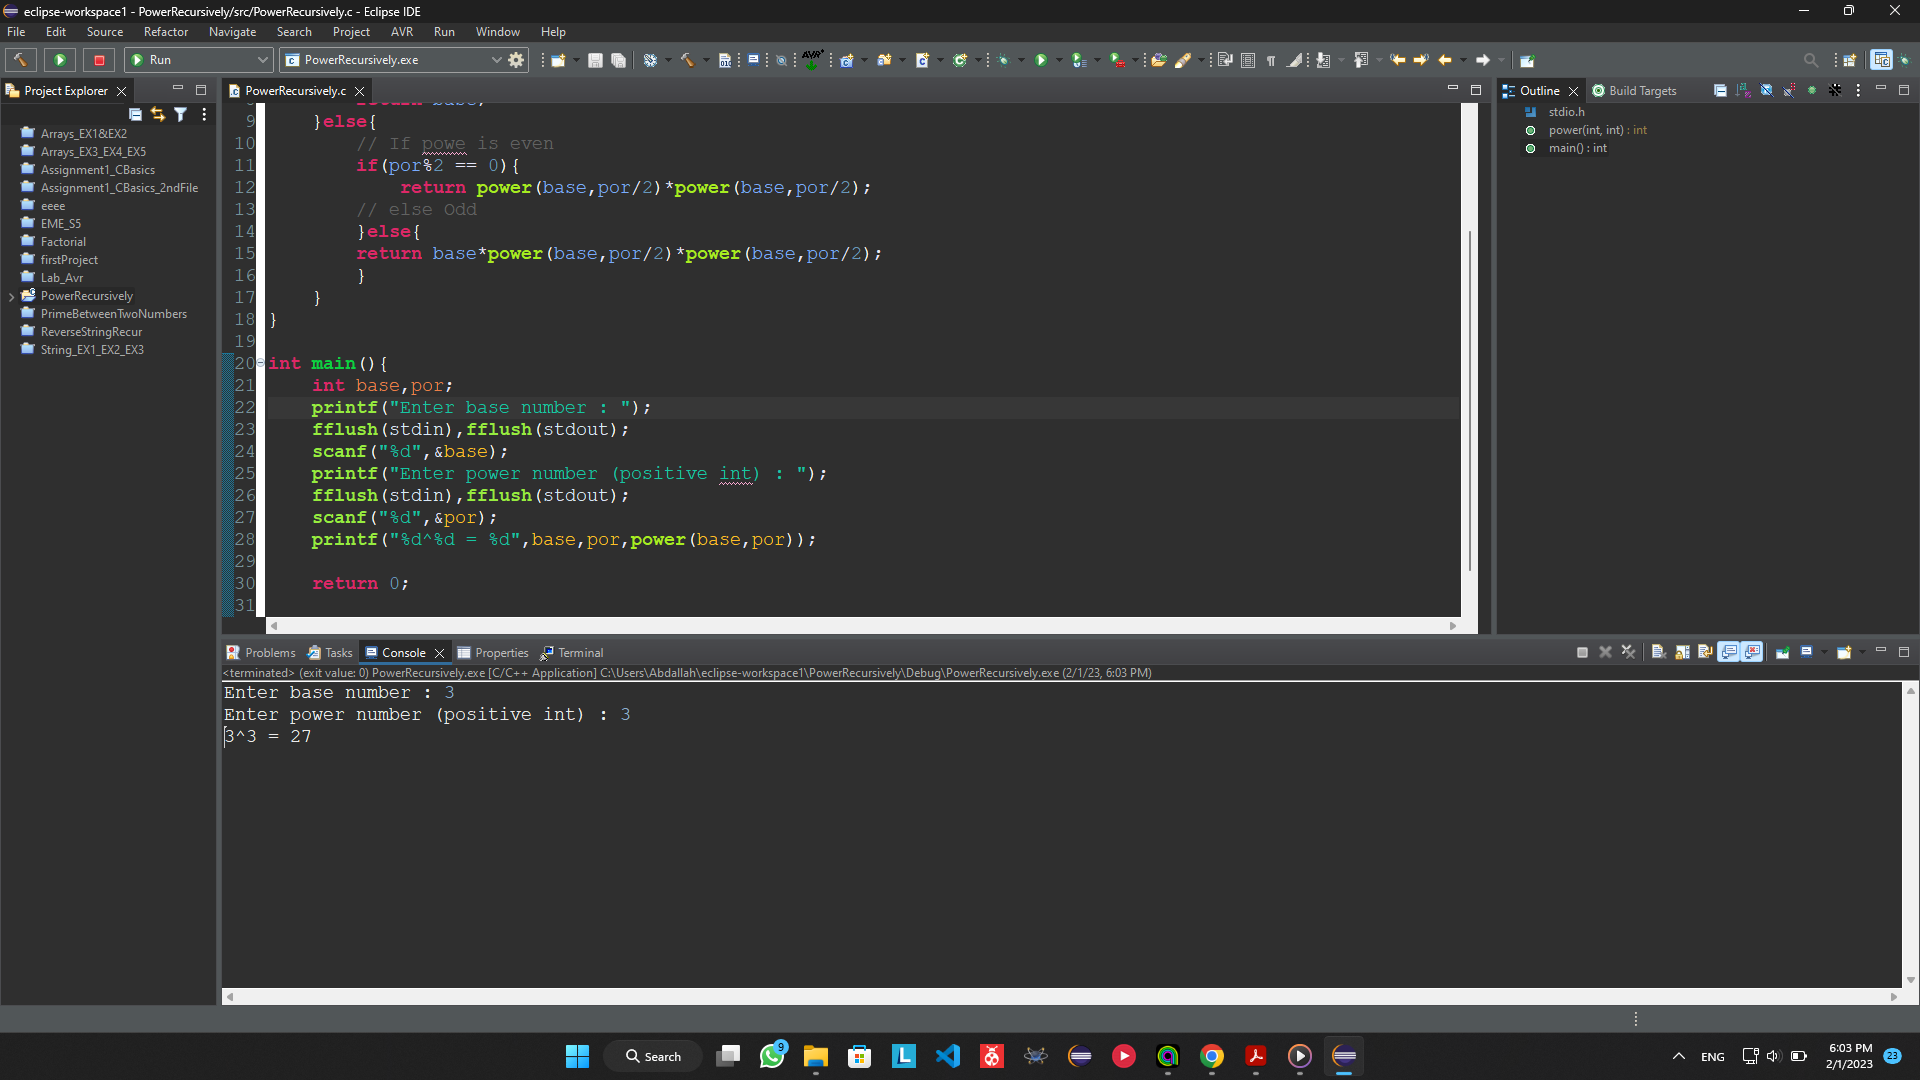 eclipse-workspace1 - PowerRecursively/src/PowerRecursively.c - Eclipse IDE
File Edit Source Refactor Navigate Search Project AVR Run Window Help
Run PowerRecursively.exe
Project Explorer
Arrays_EX1&EX2
Arrays_EX3_EX4_EX5
Assignment1_CBasics
Assignment1_CBasics_2ndFile
eeee
EME_S5
Factorial
firstProject
Lab_Avr
PowerRecursively
PrimeBetweenTwoNumbers
ReverseStringRecur
String_EX1_EX2_EX3
PowerRecursively.c
8 return base;
9 }else{
10 // If powe is even
11 if(por%2 == 0){
12 return power(base,por/2)*power(base,por/2);
13 // else Odd
14 }else{
15 return base*power(base,por/2)*power(base,por/2);
16 }
17 }
18 }
19
20 int main(){
21 int base,por;
22 printf("Enter base number : ");
23 fflush(stdin),fflush(stdout);
24 scanf("%d",&base);
25 printf("Enter power number (positive int) : ");
26 fflush(stdin),fflush(stdout);
27 scanf("%d",&por);
28 printf("%d^%d = %d",base,por,power(base,por));
29
30 return 0;
31
Outline Build Targets
stdio.h
power(int, int) : int
main() : int
Problems Tasks Console Properties Terminal
<terminated> (exit value: 0) PowerRecursively.exe [C/C++ Application] C:\Users\Abdallah\eclipse-workspace1\PowerRecursively\Debug\PowerRecursively.exe (2/1/23, 6:03 PM)
Enter base number : 3
Enter power number (positive int) : 3
3^3 = 27
Search
9
L
ENG
6:03 PM
2/1/2023
23